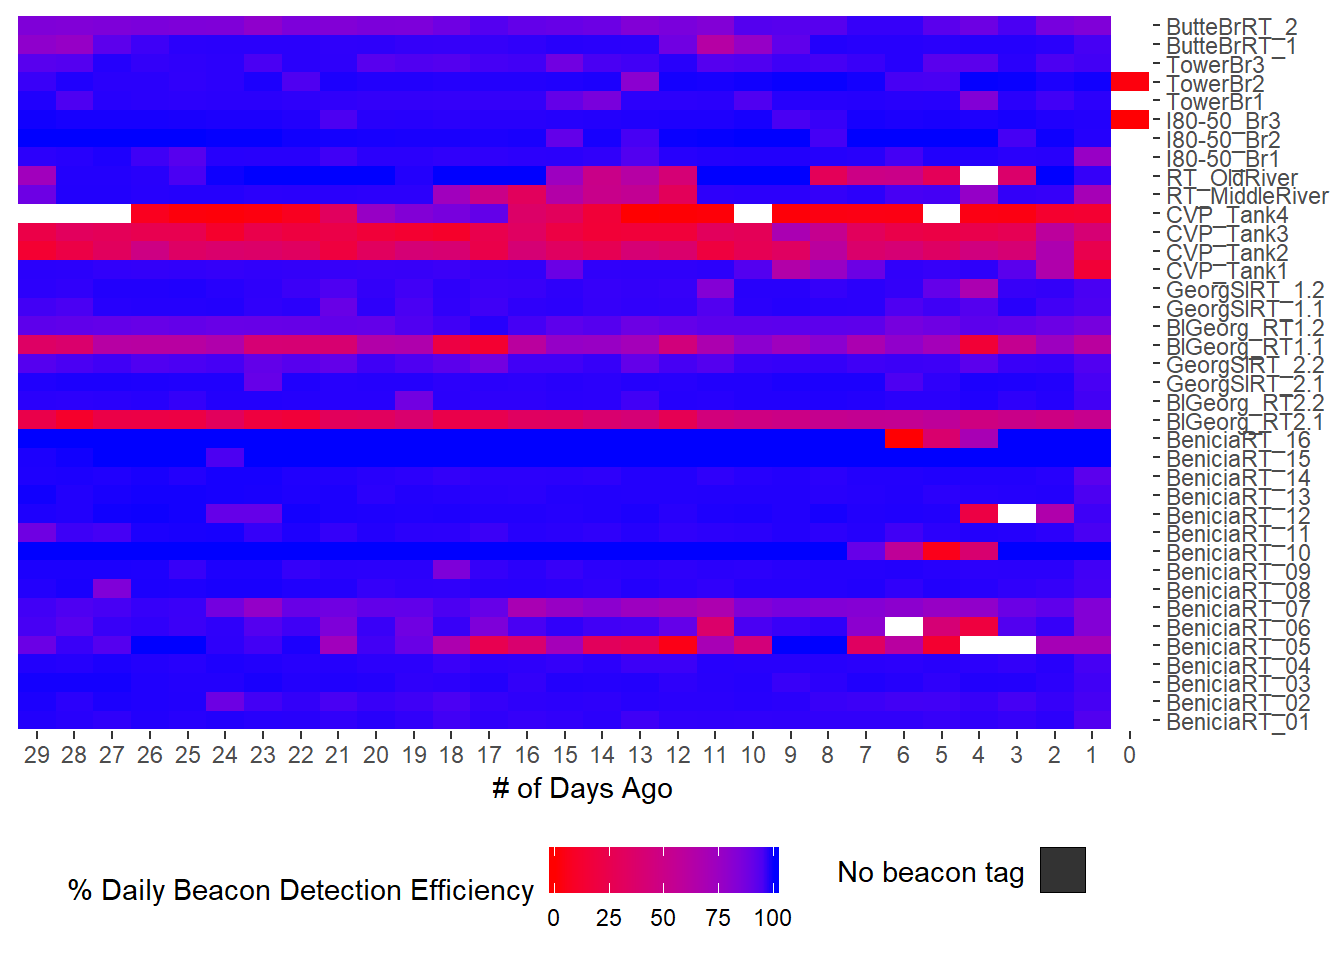 ButteBrRT_2
ButteBrRT_1
TowerBr3
TowerBr2
TowerBr1
I80-50_Br3
I80-50_Br2
I80-50_Br1
RT_OldRiver
RT_MiddleRiver
CVP_Tank4
CVP_Tank3
CVP_Tank2
CVP_Tank1
GeorgSlRT_1.2
GeorgSlRT_1.1
BlGeorg_RT1.2
BlGeorg_RT1.1
GeorgSlRT_2.2
GeorgSlRT_2.1
BlGeorg_RT2.2
BlGeorg_RT2.1
BeniciaRT_16
BeniciaRT_15
BeniciaRT_14
BeniciaRT_13
BeniciaRT_12
BeniciaRT_11
BeniciaRT_10
BeniciaRT_09
BeniciaRT_08
BeniciaRT_07
BeniciaRT_06
BeniciaRT_05
BeniciaRT_04
BeniciaRT_03
BeniciaRT_02
BeniciaRT_01
29 28 27 26 25 24 23 22 21 20 19 18 17 16 15 14 13 12 11 10 9 8 7 6 5 4 3 2 1 0
# of Days Ago
% Daily Beacon Detection Efficiency
0 25 50 75 100
No beacon tag